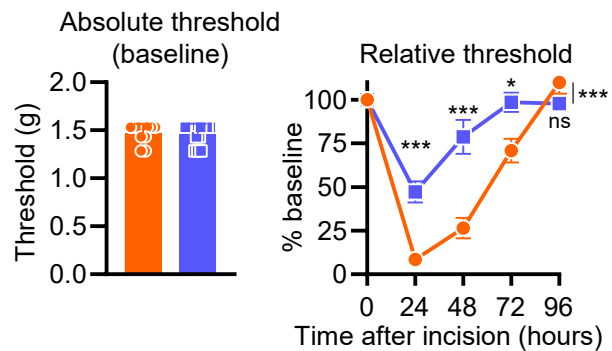 Absolute threshold
(baseline)
Threshold (g)
2.0
1.5
1.0
0.5
0.0
Relative threshold
% baseline
100
75
50
25
0
***
***
*
ns
***
0 24 48 72 96
Time after incision (hours)